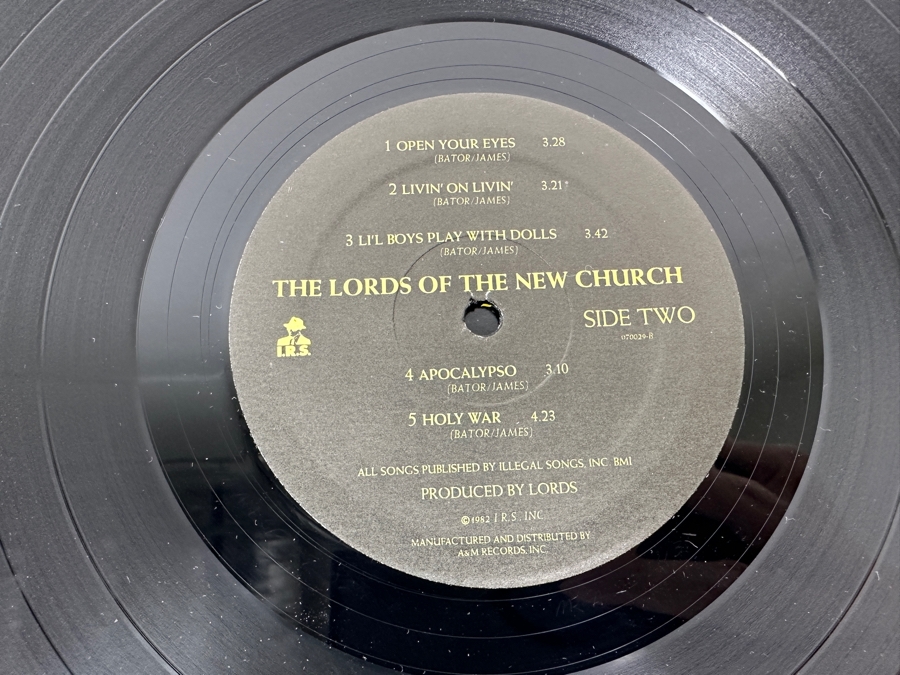 1 OPEN YOUR EYES 3.28
(BATOR/JAMES)
2 LIVIN' ON LIVIN' 3.21
(BATOR/JAMES)
3 LI'L BOYS PLAY WITH DOLLS 3.42
(BATOR/JAMES)
THE LORDS OF THE NEW CHURCH
SIDE TWO
070029-B
I.R.S.
4 APOCALYPSO 3.10
(BATOR/JAMES)
5 HOLY WAR 4.23
(BATOR/JAMES)
ALL SONGS PUBLISHED BY ILLEGAL SONGS, INC. BMI
PRODUCED BY LORDS
©1982 I.R.S., INC.
MANUFACTURED AND DISTRIBUTED BY
A&M RECORDS, INC.